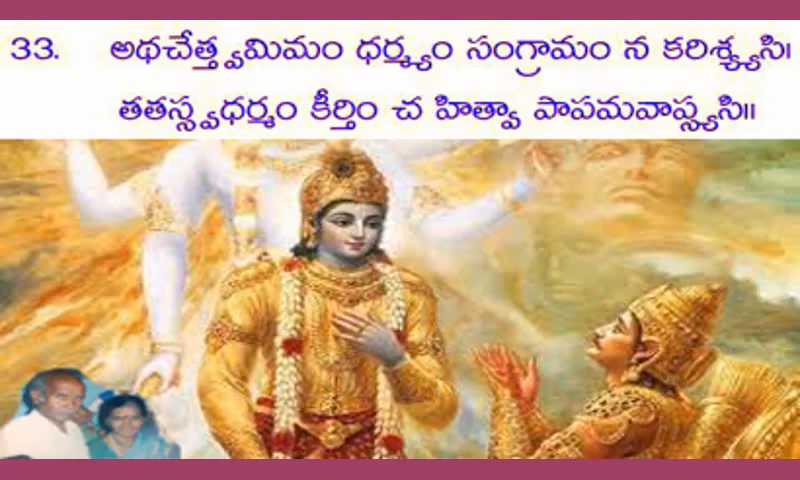 33. అథచేత్త్వమిమం ధర్మ్యం సంగ్రామం న కరిశ్య్యసి।
తతస్స్వధర్మం కీర్తిం చ హిత్వా పాపమవాప్స్యసి॥